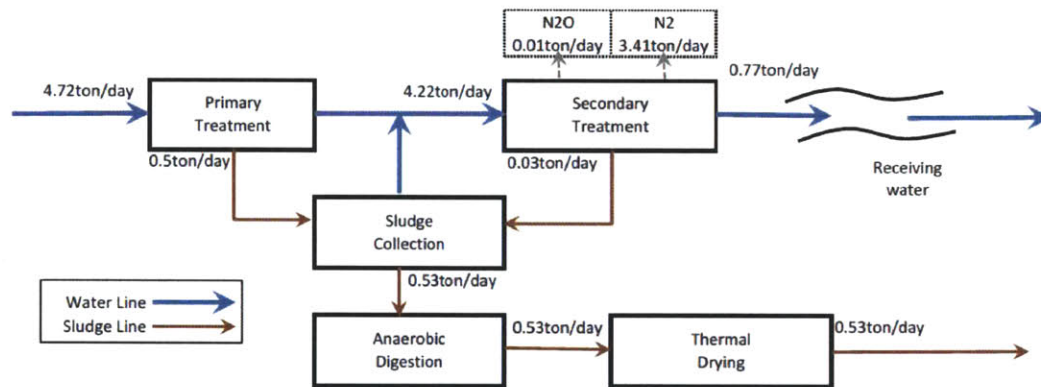 N2O
0.01ton/day
N2
3.41ton/day
4.72ton/day
Primary
Treatment
4.22ton/day
Secondary
Treatment
0.77ton/day
0.5ton/day
0.03ton/day
Receiving
water
Sludge
Collection
0.53ton/day
Water Line
Sludge Line
Anaerobic
Digestion
0.53ton/day
Thermal
Drying
0.53ton/day